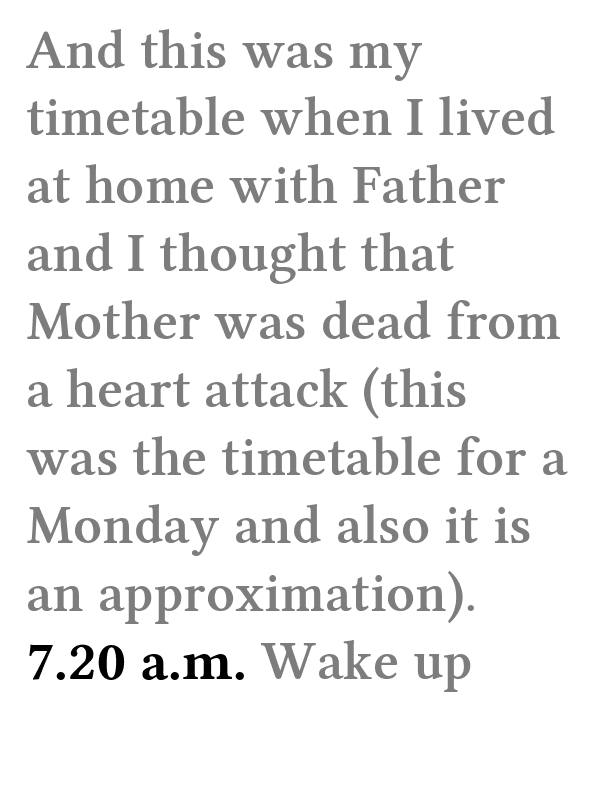 And this was my
timetable when I lived
at home with Father
and I thought that
Mother was dead from
a heart attack (this
was the timetable for a
Monday and also it is
an approximation).
7.20 a.m. Wake up